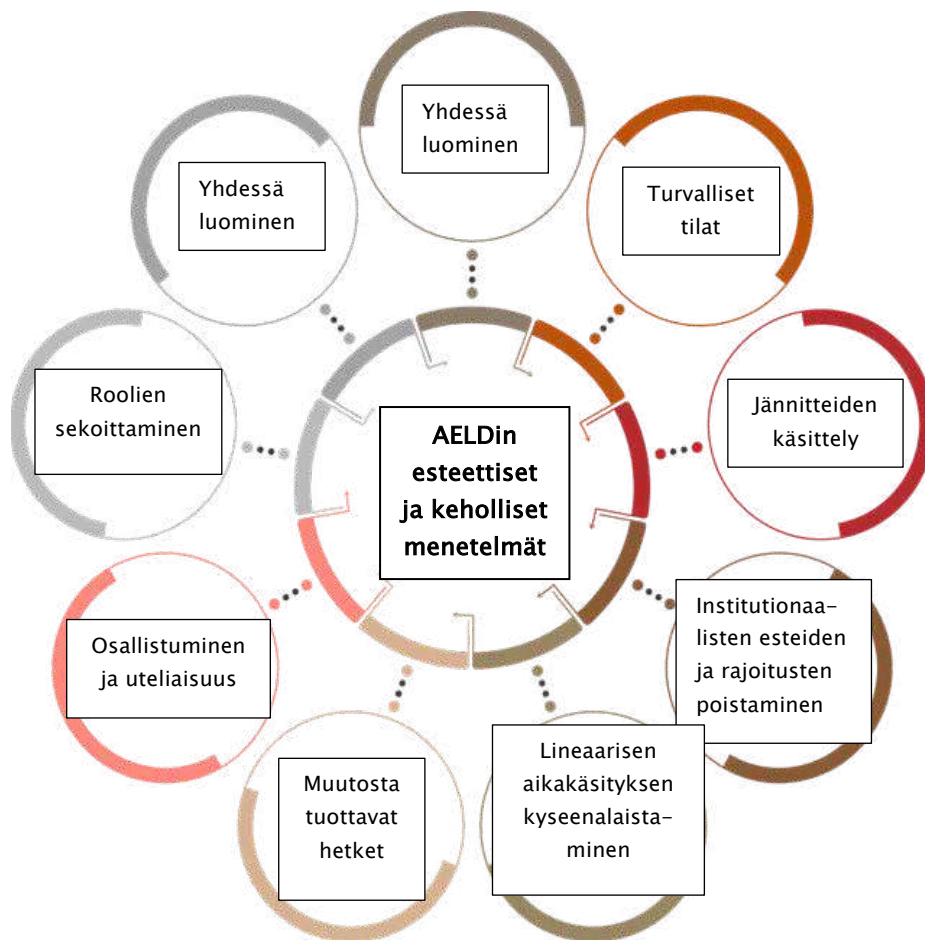 Yhdessä
luominen
Turvalliset
tilat
Jännitteiden
käsittely
Institutionaa-
listen esteiden
ja rajoitusten
poistaminen
Lineaarisen
aikakäsityksen
kyseenalaista-
minen
Muutosta
tuottavat
hetket
Osallistuminen
ja uteliaisuus
Roolien
sekoittaminen
Yhdessä
luominen
AELDin
esteettiset
ja keholliset
menetelmät